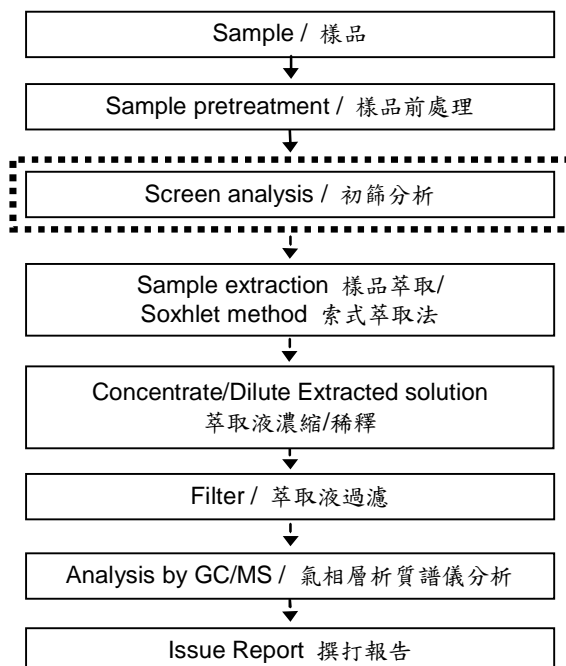 Sample / 樣品
Sample pretreatment / 樣品前處理
Screen analysis / 初篩分析
Sample extraction 樣品萃取/
Soxhlet method 索式萃取法
Concentrate/Dilute Extracted solution
萃取液濃縮/稀釋
Filter / 萃取液過濾
Analysis by GC/MS / 氣相層析質譜儀分析
Issue Report 撰打報告